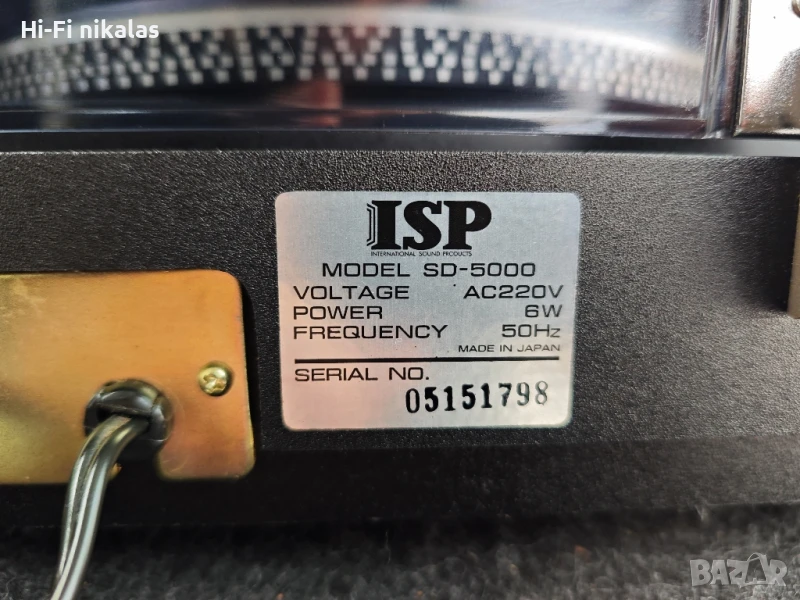 Hi-Fi nikalas
ISP
INTERNATIONAL SOUND PRODUCTS
MODEL SD-5000
VOLTAGE AC220V
POWER 6W
FREQUENCY 50Hz
MADE IN JAPAN
SERIAL NO.
05151798
BAZAR